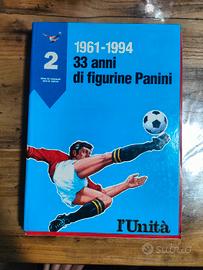 2
1961-1994
33 anni
di figurine Panini
l'Unità
subito